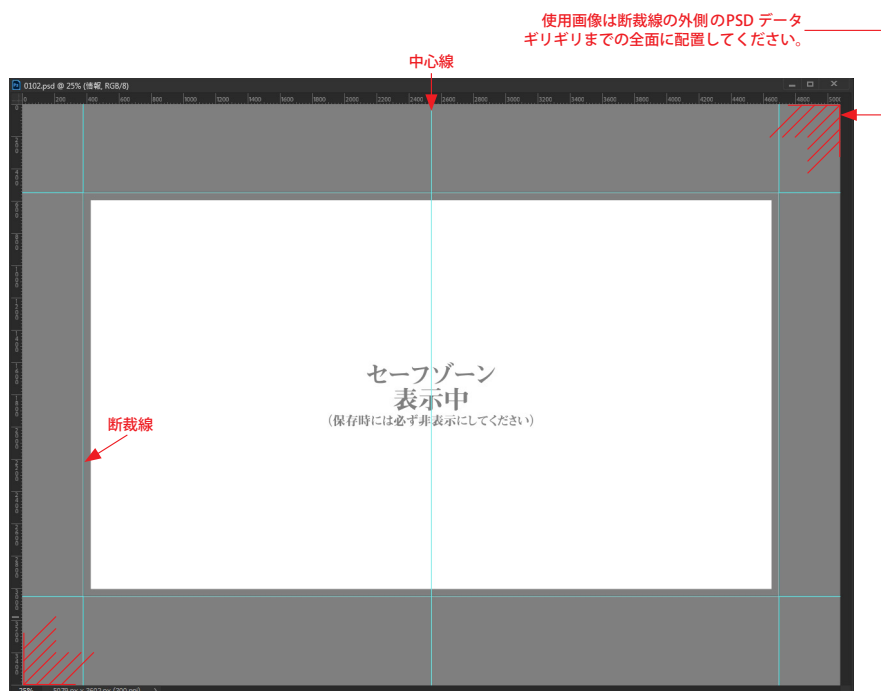 使用画像は断裁線の外側のPSD データ
ギリギリまでの全面に配置してください。
中心線
0102.psd @ 25% (情報, RGB/8)
0 200 400 600 800 1000 1200 1400 1600 1800 2000 2200 2400 2600 2800 3000 3200 3400 3600 3800 4000 4200 4400 4600 4800 5000
セーフゾーン
表示中
(保存時には必ず非表示にしてください)
断裁線
25%